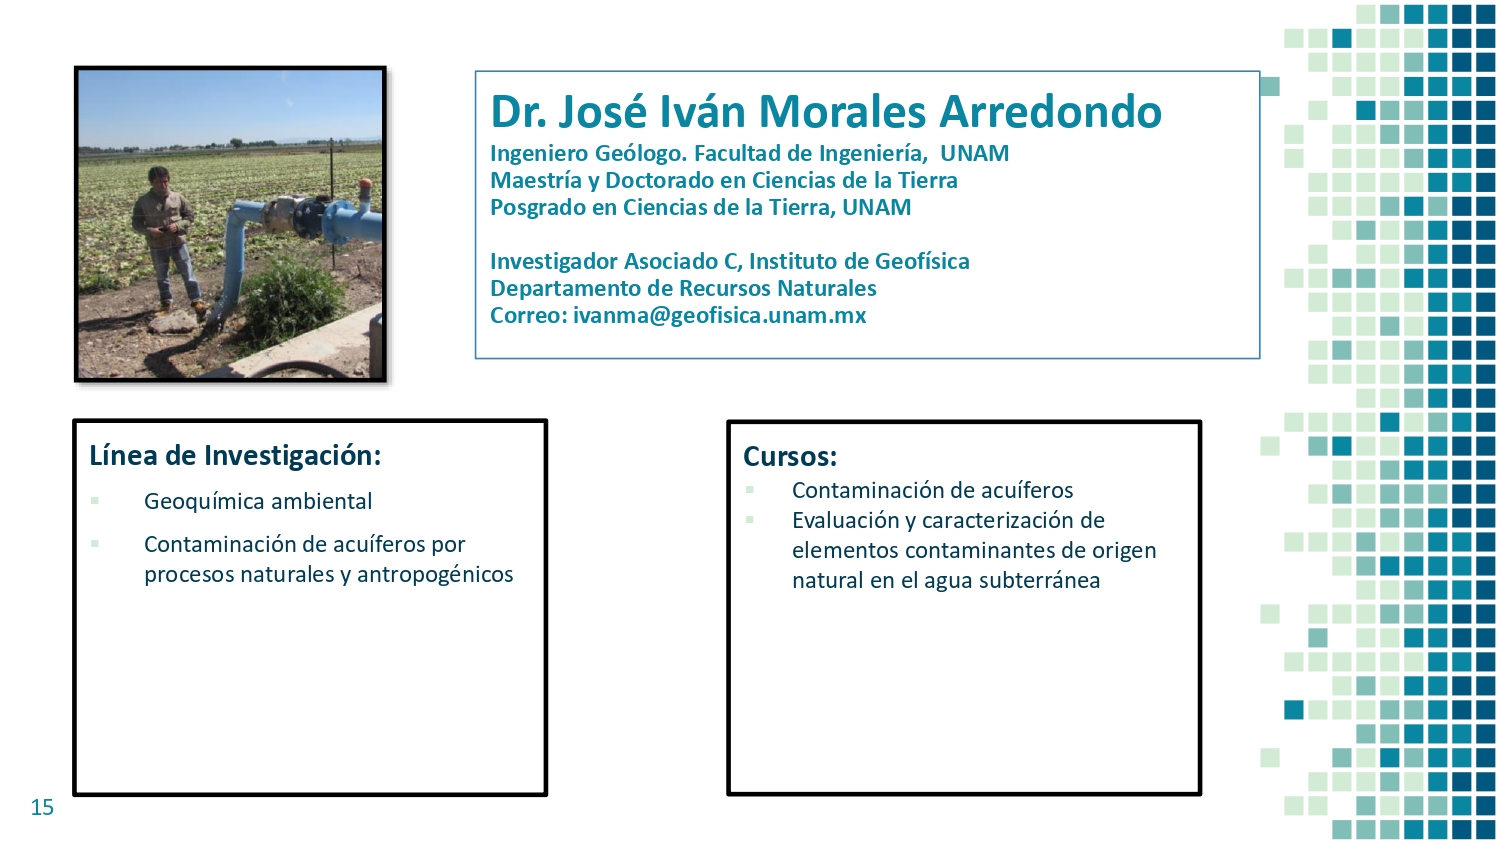 Dr. José Iván Morales Arredondo
Ingeniero Geólogo. Facultad de Ingeniería,  UNAM
Maestría y Doctorado en Ciencias de la Tierra
Posgrado en Ciencias de la Tierra, UNAM
Investigador Asociado C, Instituto de Geofísica
Departamento de Recursos Naturales
Correo: ivanma@geofisica.unam.mx
Línea de Investigación:
Geoquímica ambiental
Contaminación de acuíferos por
procesos naturales y antropogénicos
Cursos:
Contaminación de acuíferos
Evaluación y caracterización de
elementos contaminantes de origen
natural en el agua subterránea
15